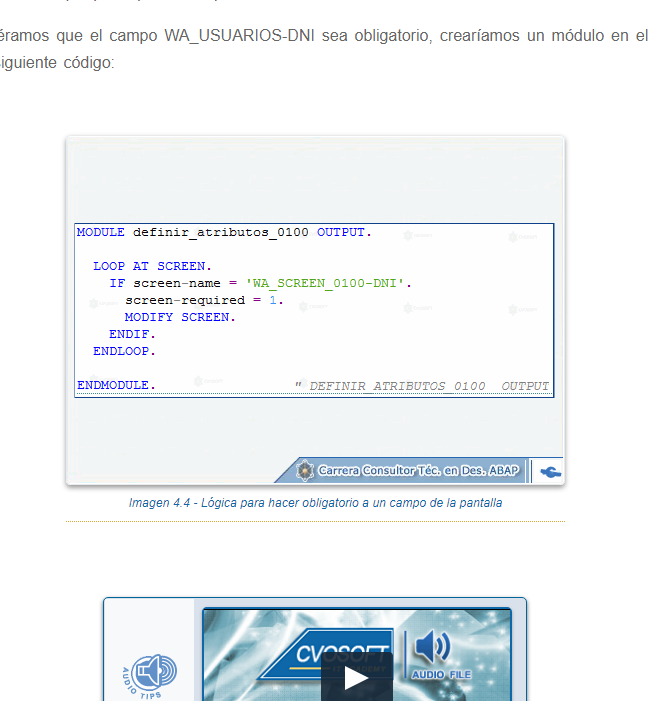 éramos que el campo WA_USUARIOS-DNI sea obligatorio, crearíamos un módulo en el
siguiente código:
MODULE definir_atributos_0100 OUTPUT.
LOOP AT SCREEN.
IF screen-name = 'WA_SCREEN_0100-DNI'.
screen-required = 1.
MODIFY SCREEN.
ENDIF.
ENDLOOP.
ENDMODULE. " DEFINIR_ATRIBUTOS_0100 OUTPUT
Carrera Consultor Téc. en Des. ABAP
Imagen 4.4 - Lógica para hacer obligatorio a un campo de la pantalla
CVOSOFT
AUDIO FILE
AUDIO TIPS